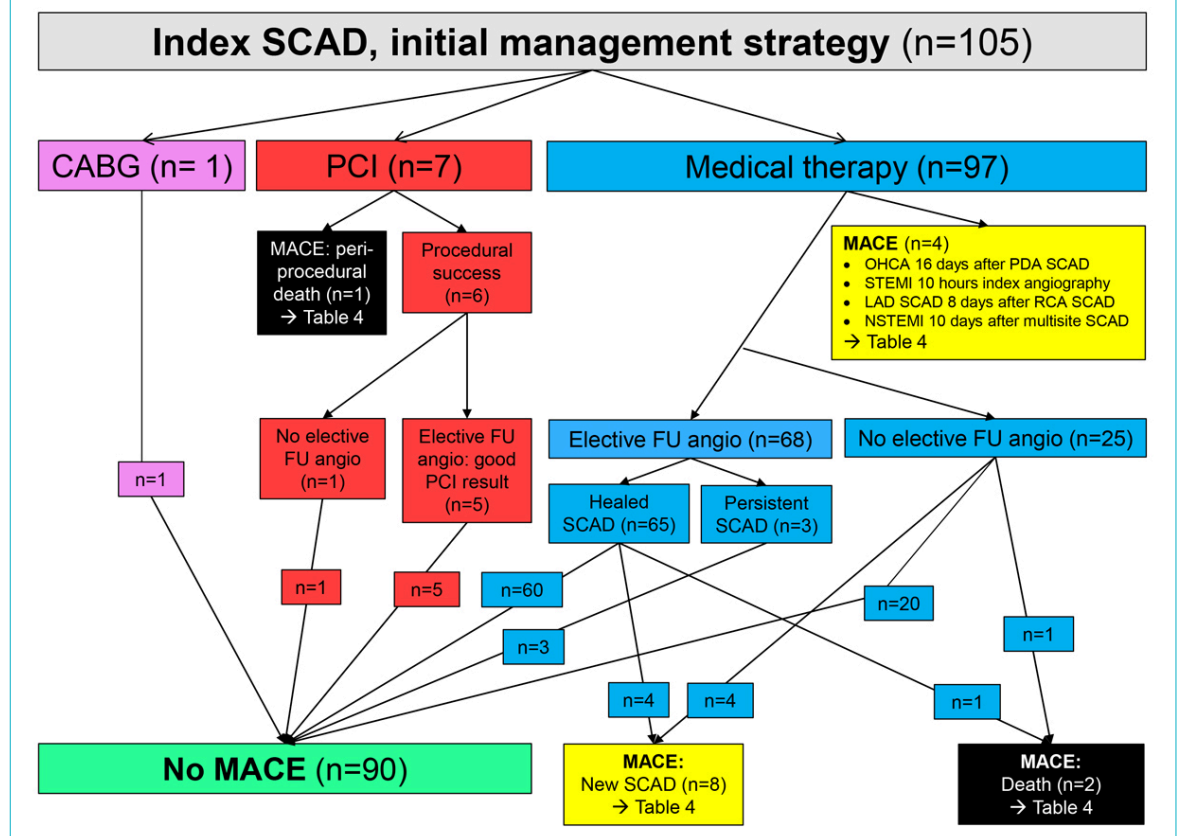 Index SCAD, initial management strategy (n=105)
CABG (n= 1)
PCI (n=7)
Medical therapy (n=97)
MACE: peri-
procedural
death (n=1)
→ Table 4
Procedural
success
(n=6)
MACE (n=4)
• OHCA 16 days after PDA SCAD
• STEMI 10 hours index angiography
• LAD SCAD 8 days after RCA SCAD
• NSTEMI 10 days after multisite SCAD
→ Table 4
No elective
FU angio
(n=1)
Elective FU
angio: good
PCI result
(n=5)
Elective FU angio (n=68)
No elective FU angio (n=25)
n=1
Healed
SCAD (n=65)
Persistent
SCAD (n=3)
n=1
n=5
n=60
n=20
n=3
n=1
n=4
n=4
n=1
No MACE (n=90)
MACE:
New SCAD (n=8)
→ Table 4
MACE:
Death (n=2)
→ Table 4